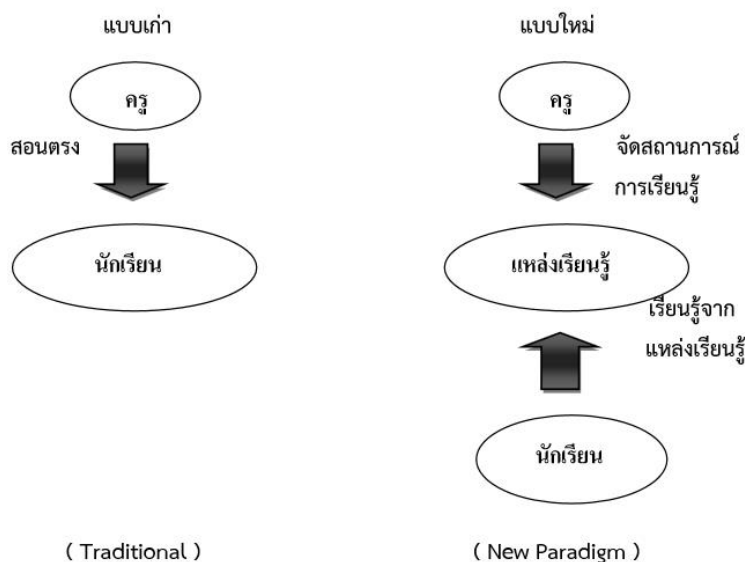 แบบเก่า
ครู
สอนตรง
นักเรียน
( Traditional )
แบบใหม่
ครู
จัดสถานการณ์
การเรียนรู้
แหล่งเรียนรู้
เรียนรู้จาก
แหล่งเรียนรู้
นักเรียน
( New Paradigm )